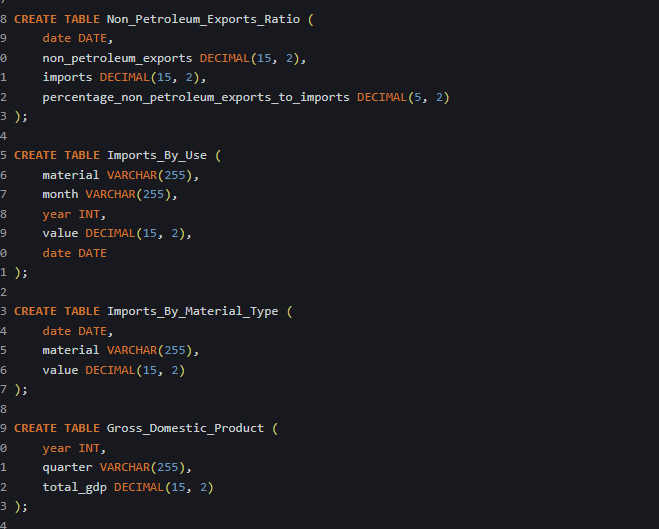 8 CREATE TABLE Non_Petroleum_Exports_Ratio (
9     date DATE,
0     non_petroleum_exports DECIMAL(15, 2),
1     imports DECIMAL(15, 2),
2     percentage_non_petroleum_exports_to_imports DECIMAL(5, 2)
3 );
4
5 CREATE TABLE Imports_By_Use (
6     material VARCHAR(255),
7     month VARCHAR(255),
8     year INT,
9     value DECIMAL(15, 2),
0     date DATE
1 );
2
3 CREATE TABLE Imports_By_Material_Type (
4     date DATE,
5     material VARCHAR(255),
6     value DECIMAL(15, 2)
7 );
8
9 CREATE TABLE Gross_Domestic_Product (
0     year INT,
1     quarter VARCHAR(255),
2     total_gdp DECIMAL(15, 2)
3 );
4